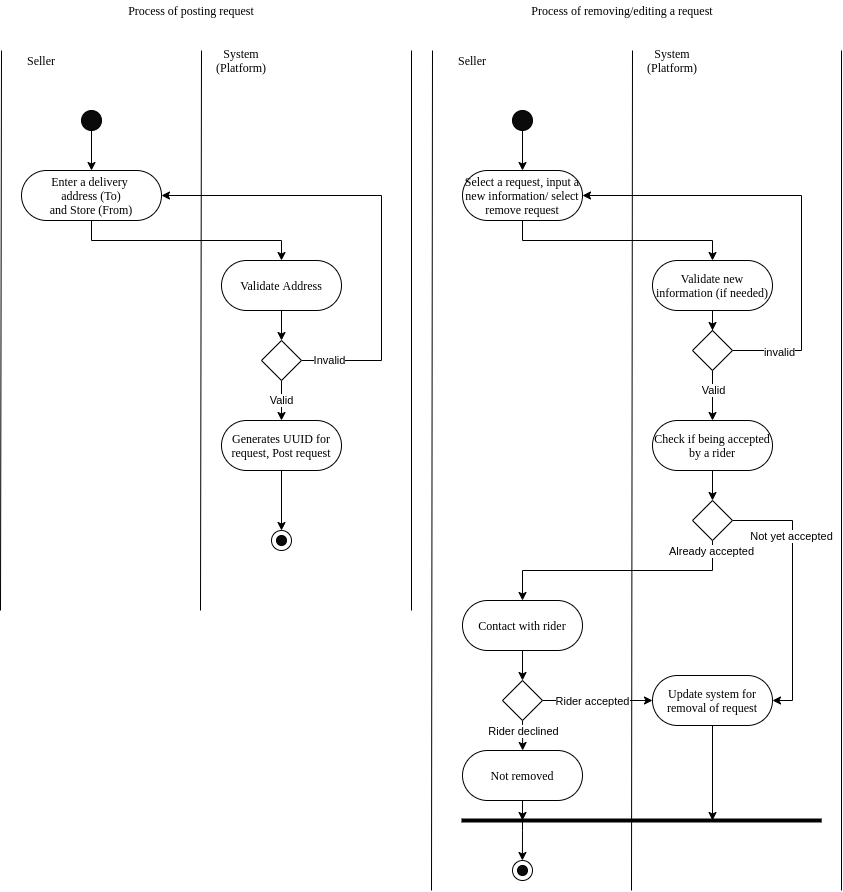 Process of posting request
Seller
System
(Platform)
Enter a delivery
address (To)
and Store (From)
Validate Address
Invalid
Valid
Generates UUID for
request, Post request
Process of removing/editing a request
Seller
System
(Platform)
Select a request, input a
new information/ select
remove request
Validate new
information (if needed)
invalid
Valid
Check if being accepted
by a rider
Not yet accepted
Already accepted
Contact with rider
Rider accepted
Update system for
removal of request
Rider declined
Not removed